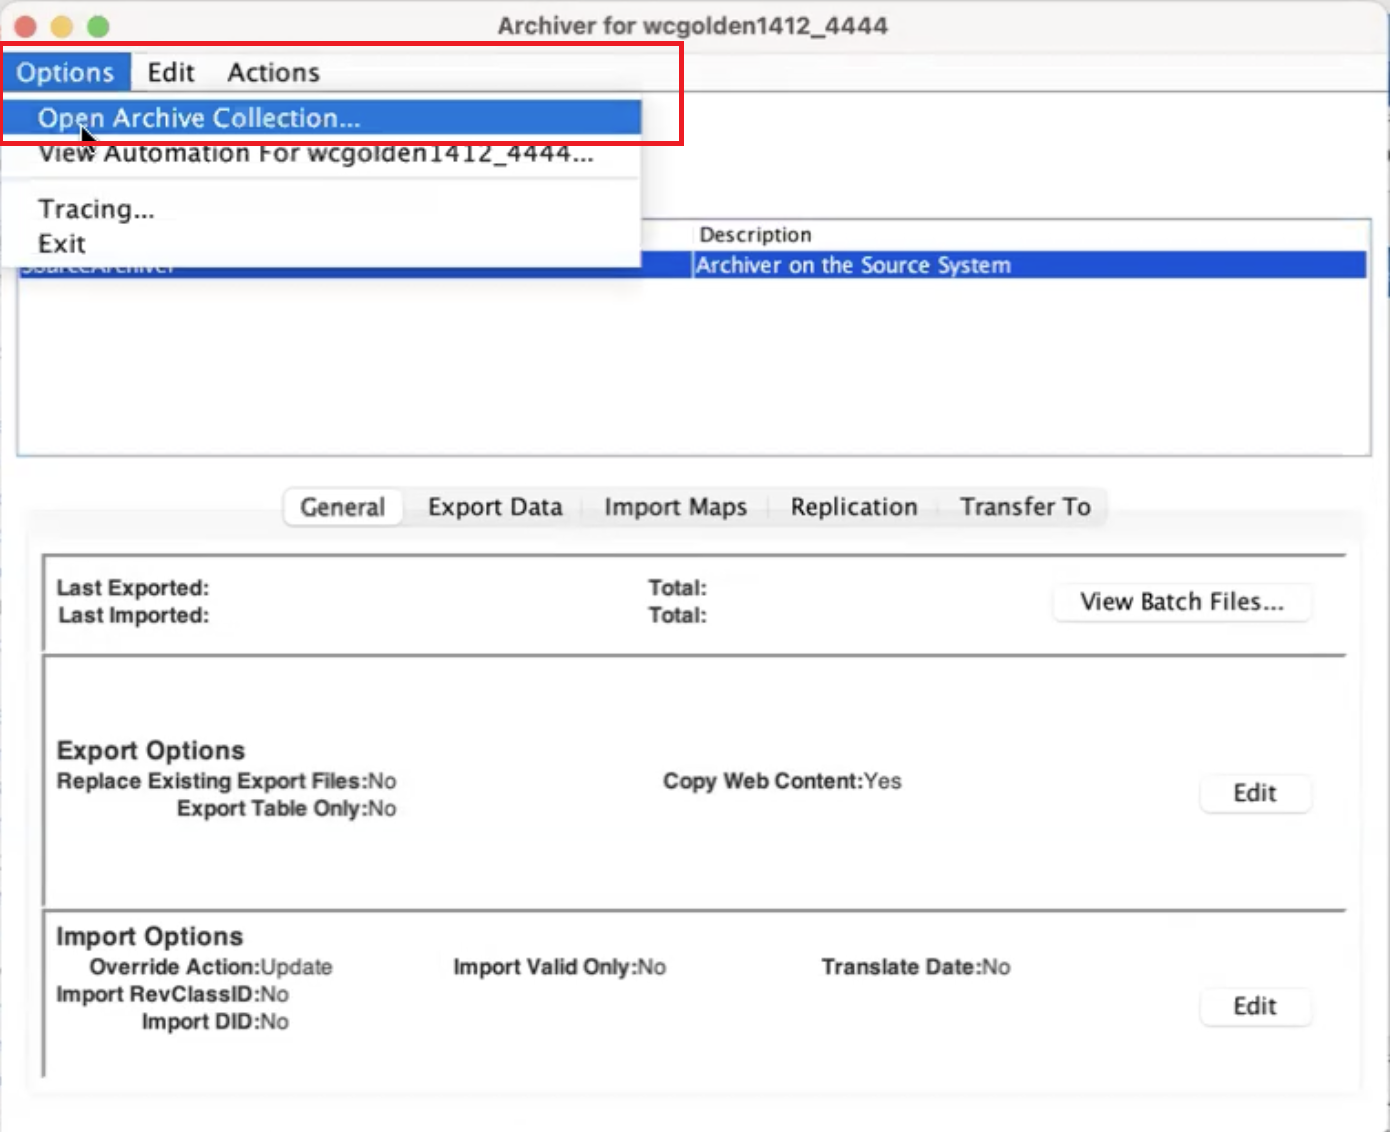 Archiver for wcgolden1412_4444
Options Edit Actions
Open Archive Collection...
View Automation For wcgolden1412_4444...
Tracing...
Exit
Description
SourceArchiver Archiver on the Source System
General Export Data Import Maps Replication Transfer To
Last Exported: Total:
Last Imported: Total:
View Batch Files...
Export Options
Replace Existing Export Files:No Copy Web Content:Yes
Export Table Only:No
Edit
Import Options
Override Action:Update Import Valid Only:No Translate Date:No
Import RevClassID:No
Import DID:No
Edit